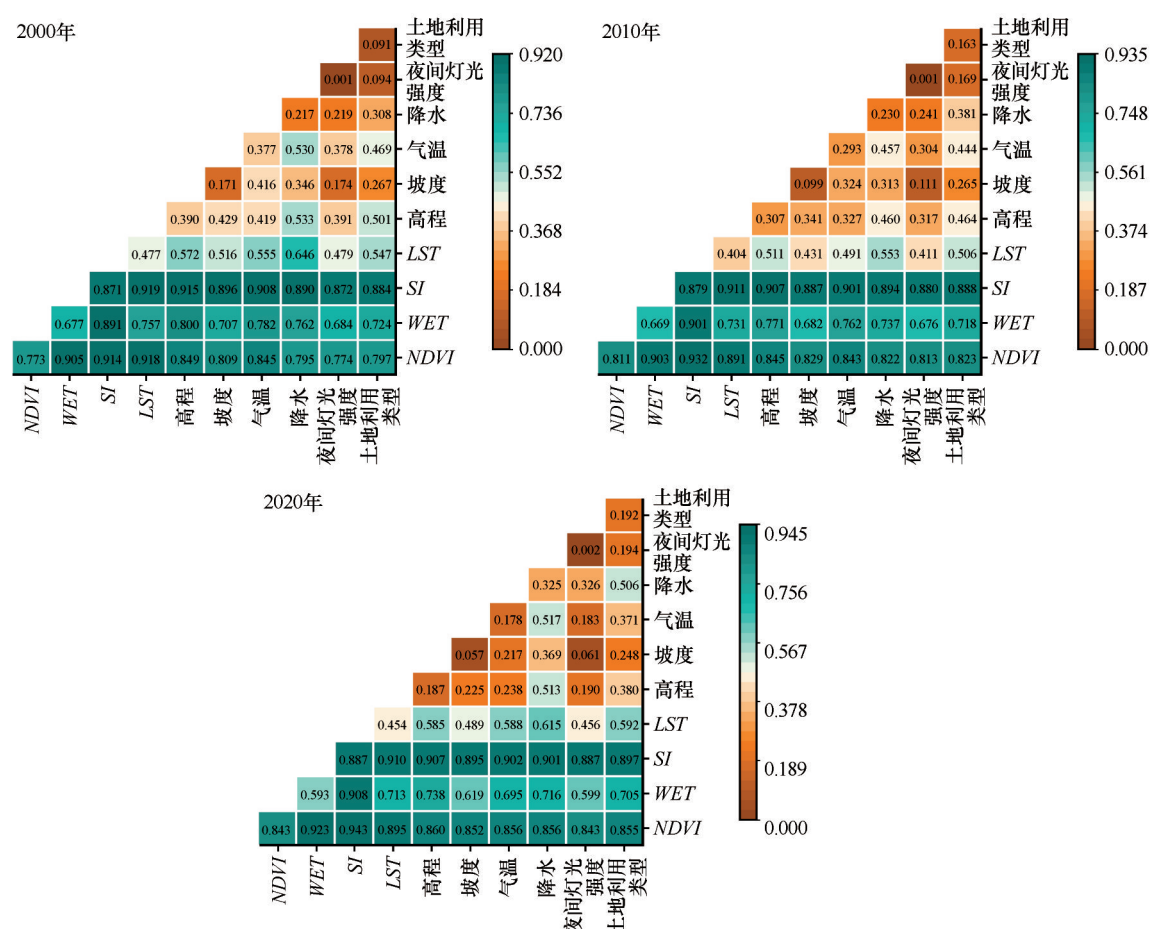 2000年
土地利用
类型
夜间灯光
强度
降水
气温
坡度
高程
LST
SI
WET
NDVI
0.091
0.001 0.094
0.217 0.219 0.308
0.377 0.530 0.378 0.469
0.171 0.416 0.346 0.174 0.267
0.390 0.429 0.419 0.533 0.391 0.501
0.477 0.572 0.516 0.555 0.646 0.479 0.547
0.871 0.919 0.915 0.896 0.908 0.890 0.872 0.884
0.677 0.891 0.757 0.800 0.707 0.782 0.762 0.684 0.724
0.773 0.905 0.914 0.918 0.849 0.809 0.845 0.795 0.774 0.797
NDVI
WET
SI
LST
高程
坡度
气温
降水
夜间灯光
强度
土地利用
类型
0.920
0.736
0.552
0.368
0.184
0.000
2010年
土地利用
类型
夜间灯光
强度
降水
气温
坡度
高程
LST
SI
WET
NDVI
0.163
0.001 0.169
0.230 0.241 0.381
0.293 0.457 0.304 0.444
0.099 0.324 0.313 0.111 0.265
0.307 0.341 0.327 0.460 0.317 0.464
0.404 0.511 0.431 0.491 0.553 0.411 0.506
0.879 0.911 0.907 0.887 0.901 0.894 0.880 0.888
0.669 0.901 0.731 0.771 0.682 0.762 0.737 0.676 0.718
0.811 0.903 0.932 0.891 0.845 0.829 0.843 0.822 0.813 0.823
NDVI
WET
SI
LST
高程
坡度
气温
降水
夜间灯光
强度
土地利用
类型
0.935
0.748
0.561
0.374
0.187
0.000
2020年
土地利用
类型
夜间灯光
强度
降水
气温
坡度
高程
LST
SI
WET
NDVI
0.192
0.002 0.194
0.325 0.326 0.506
0.178 0.517 0.183 0.371
0.057 0.217 0.369 0.061 0.248
0.187 0.225 0.238 0.513 0.190 0.380
0.454 0.585 0.489 0.588 0.615 0.456 0.592
0.887 0.910 0.907 0.895 0.902 0.901 0.887 0.897
0.593 0.908 0.713 0.738 0.619 0.695 0.716 0.599 0.705
0.843 0.923 0.943 0.895 0.860 0.852 0.856 0.856 0.843 0.855
NDVI
WET
SI
LST
高程
坡度
气温
降水
夜间灯光
强度
土地利用
类型
0.945
0.756
0.567
0.378
0.189
0.000